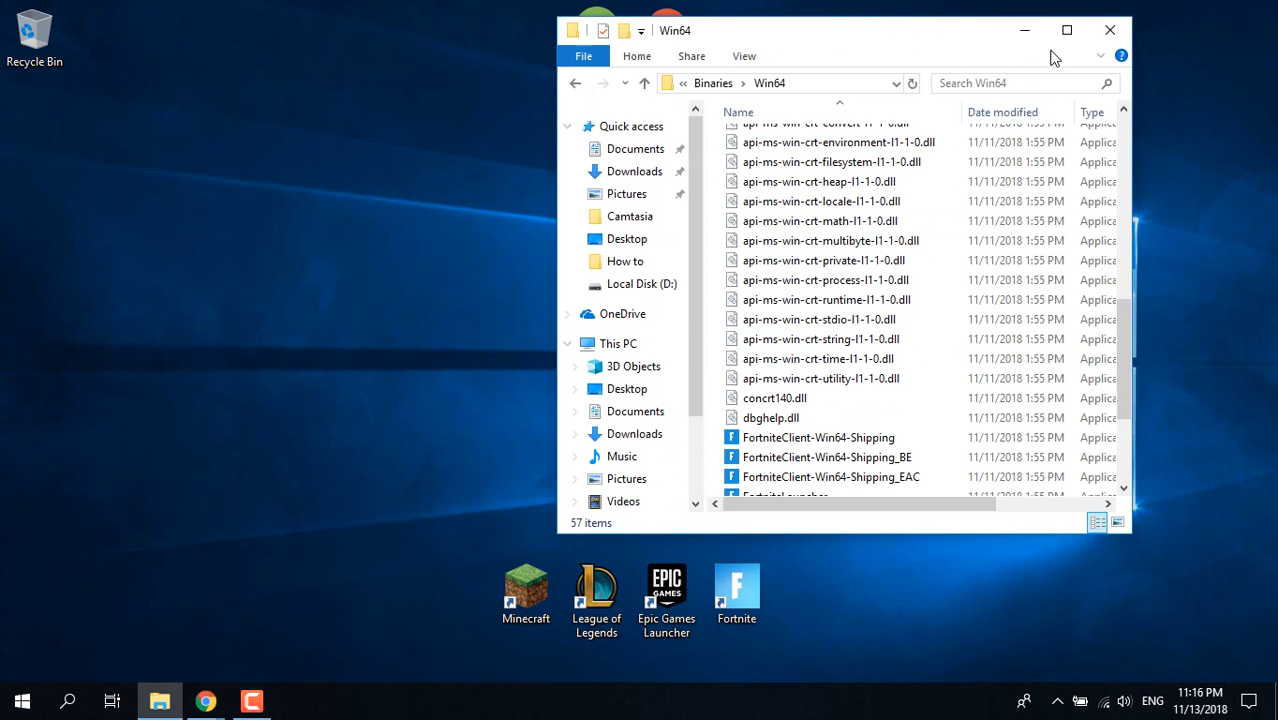 Recycle Bin
Win64
File Home Share View
« Binaries > Win64
Search Win64
Name Date modified Type
Quick access
Documents
Downloads
Pictures
Camtasia
Desktop
How to
Local Disk (D:)
OneDrive
This PC
3D Objects
Desktop
Documents
Downloads
Music
Pictures
Videos
api-ms-win-crt-convert-l1-1-0.dll
api-ms-win-crt-environment-l1-1-0.dll 11/11/2018 1:55 PM Applica
api-ms-win-crt-filesystem-l1-1-0.dll 11/11/2018 1:55 PM Applica
api-ms-win-crt-heap-l1-1-0.dll 11/11/2018 1:55 PM Applica
api-ms-win-crt-locale-l1-1-0.dll 11/11/2018 1:55 PM Applica
api-ms-win-crt-math-l1-1-0.dll 11/11/2018 1:55 PM Applica
api-ms-win-crt-multibyte-l1-1-0.dll 11/11/2018 1:55 PM Applica
api-ms-win-crt-private-l1-1-0.dll 11/11/2018 1:55 PM Applica
api-ms-win-crt-process-l1-1-0.dll 11/11/2018 1:55 PM Applica
api-ms-win-crt-runtime-l1-1-0.dll 11/11/2018 1:55 PM Applica
api-ms-win-crt-stdio-l1-1-0.dll 11/11/2018 1:55 PM Applica
api-ms-win-crt-string-l1-1-0.dll 11/11/2018 1:55 PM Applica
api-ms-win-crt-time-l1-1-0.dll 11/11/2018 1:55 PM Applica
api-ms-win-crt-utility-l1-1-0.dll 11/11/2018 1:55 PM Applica
concrt140.dll 11/11/2018 1:55 PM Applica
dbghelp.dll 11/11/2018 1:55 PM Applica
FortniteClient-Win64-Shipping 11/11/2018 1:55 PM Applica
FortniteClient-Win64-Shipping_BE 11/11/2018 1:55 PM Applica
FortniteClient-Win64-Shipping_EAC 11/11/2018 1:55 PM Applica
FortniteLauncher 11/11/2018 1:55 PM Applica
57 items
EPIC
GAMES
Minecraft
League of
Legends
Epic Games
Launcher
Fortnite
ENG
11:16 PM
11/13/2018